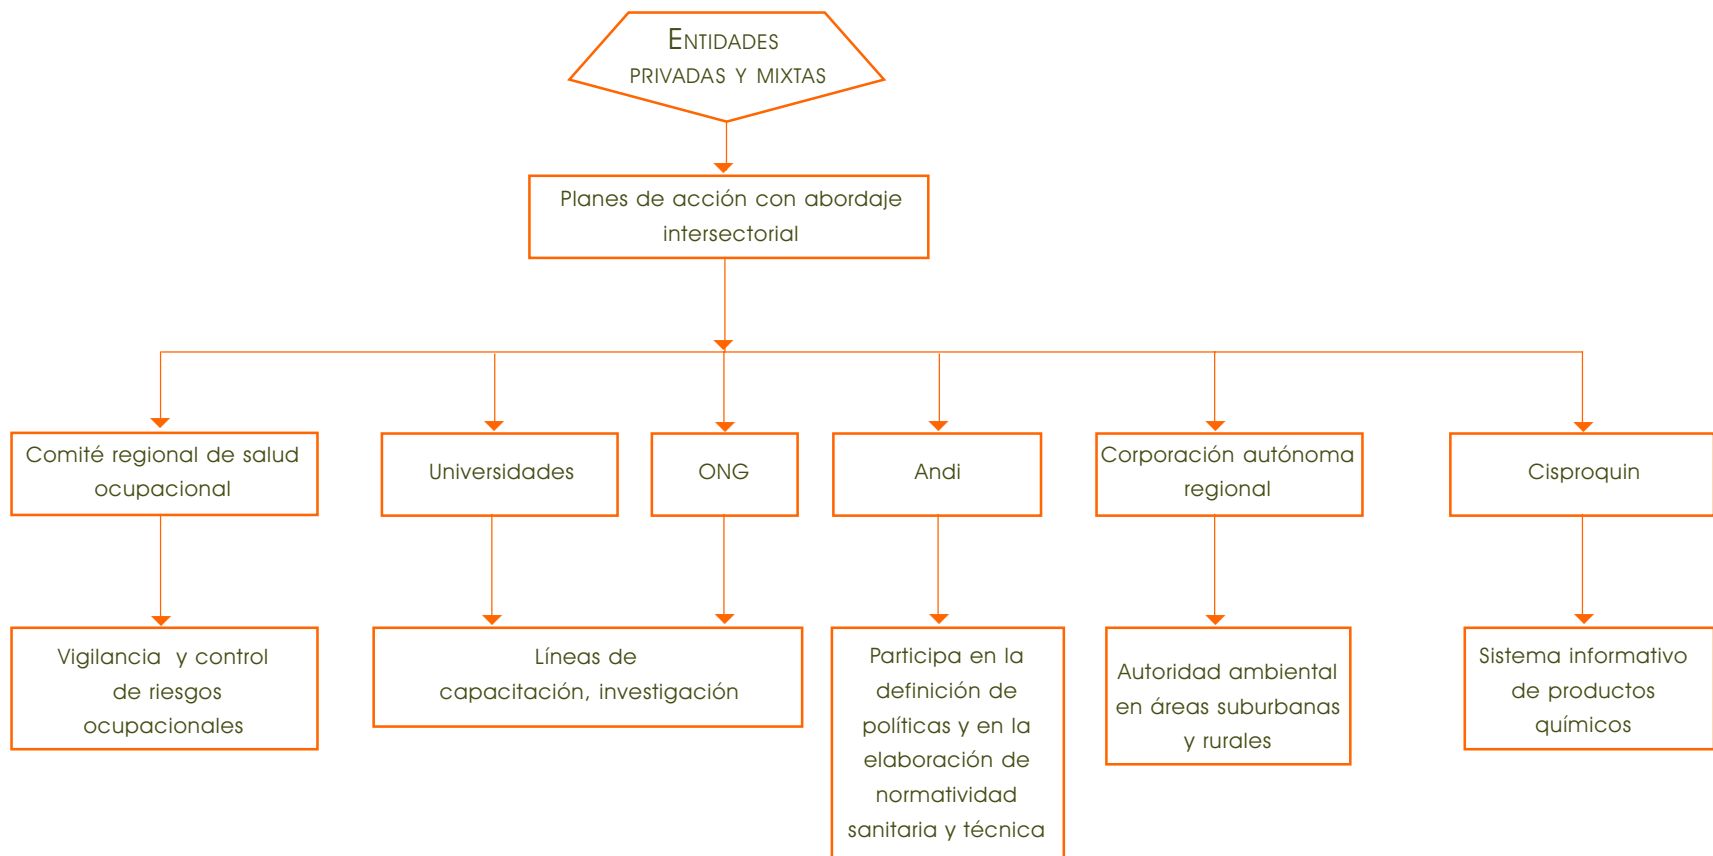 Entidades
privadas y mixtas
Planes de acción con abordaje
intersectorial
Comité regional de salud
ocupacional
Universidades
ONG
Andi
Corporación autónoma
regional
Cisproquin
Vigilancia y control
de riesgos
ocupacionales
Líneas de
capacitación, investigación
Participa en la
definición de
políticas y en la
elaboración de
normatividad
sanitaria y técnica
Autoridad ambiental
en áreas suburbanas
y rurales
Sistema informativo
de productos
químicos